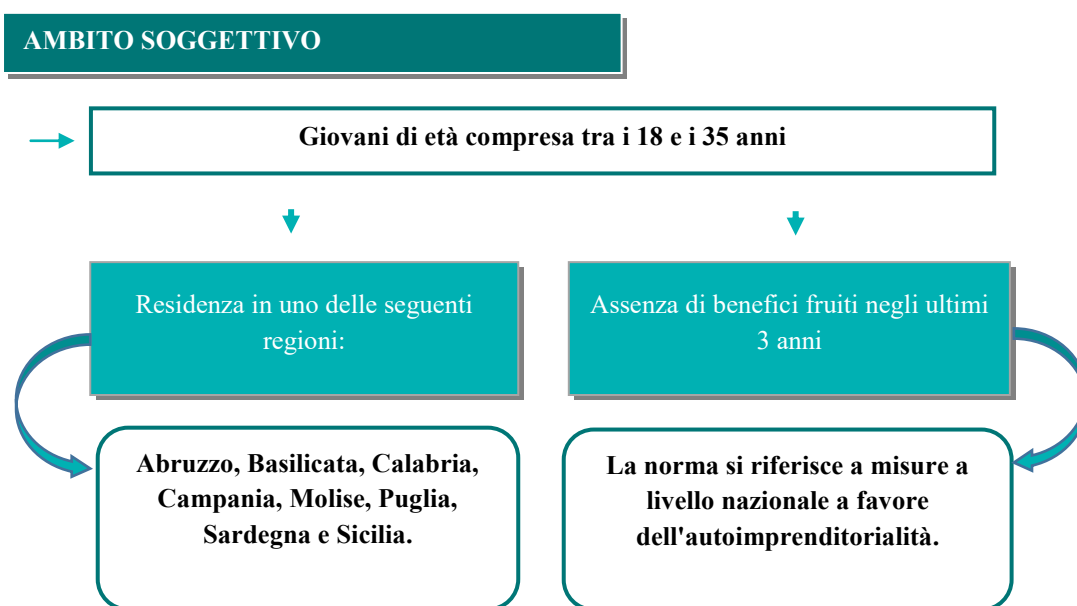 AMBITO SOGGETTIVO
Giovani di età compresa tra i 18 e i 35 anni
Residenza in uno delle seguenti
regioni:
Assenza di benefici fruiti negli ultimi
3 anni
Abruzzo, Basilicata, Calabria,
Campania, Molise, Puglia,
Sardegna e Sicilia.
La norma si riferisce a misure a
livello nazionale a favore
dell'autoimprenditorialità.